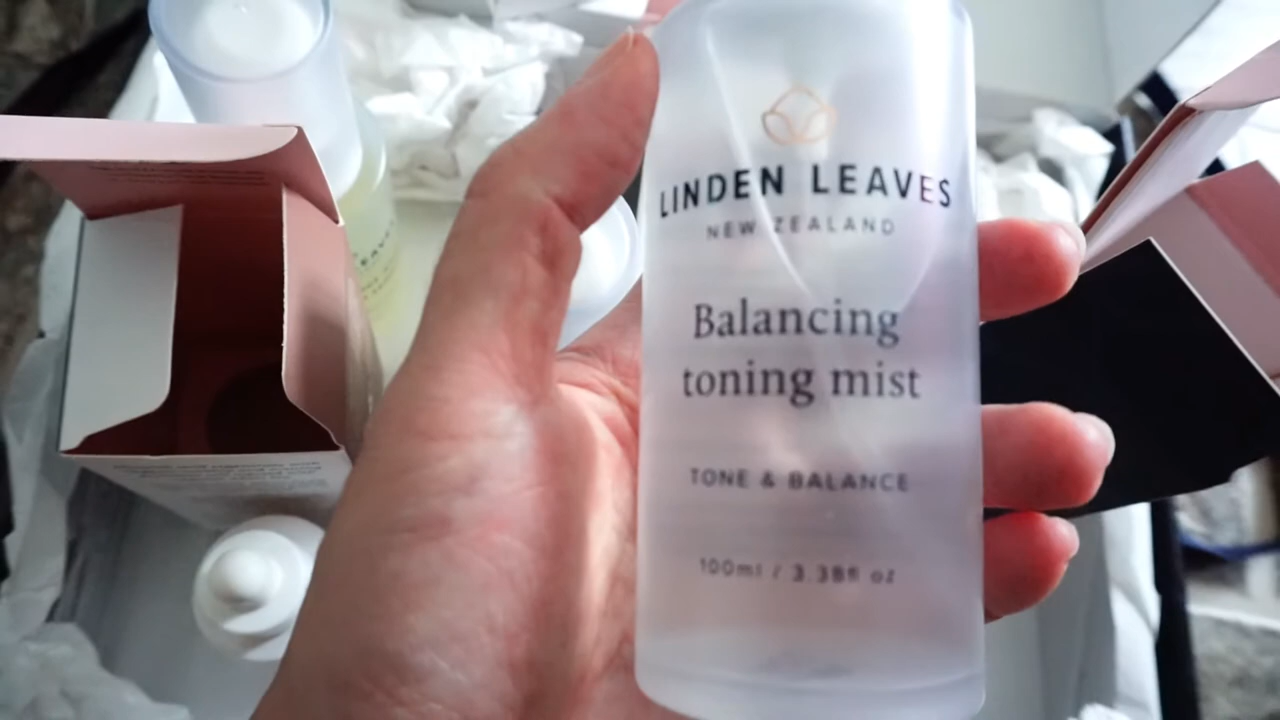 LINDEN LEAVES
NEW ZEALAND
Balancing
toning mist
TONE & BALANCE
100ml / 3.38fl oz